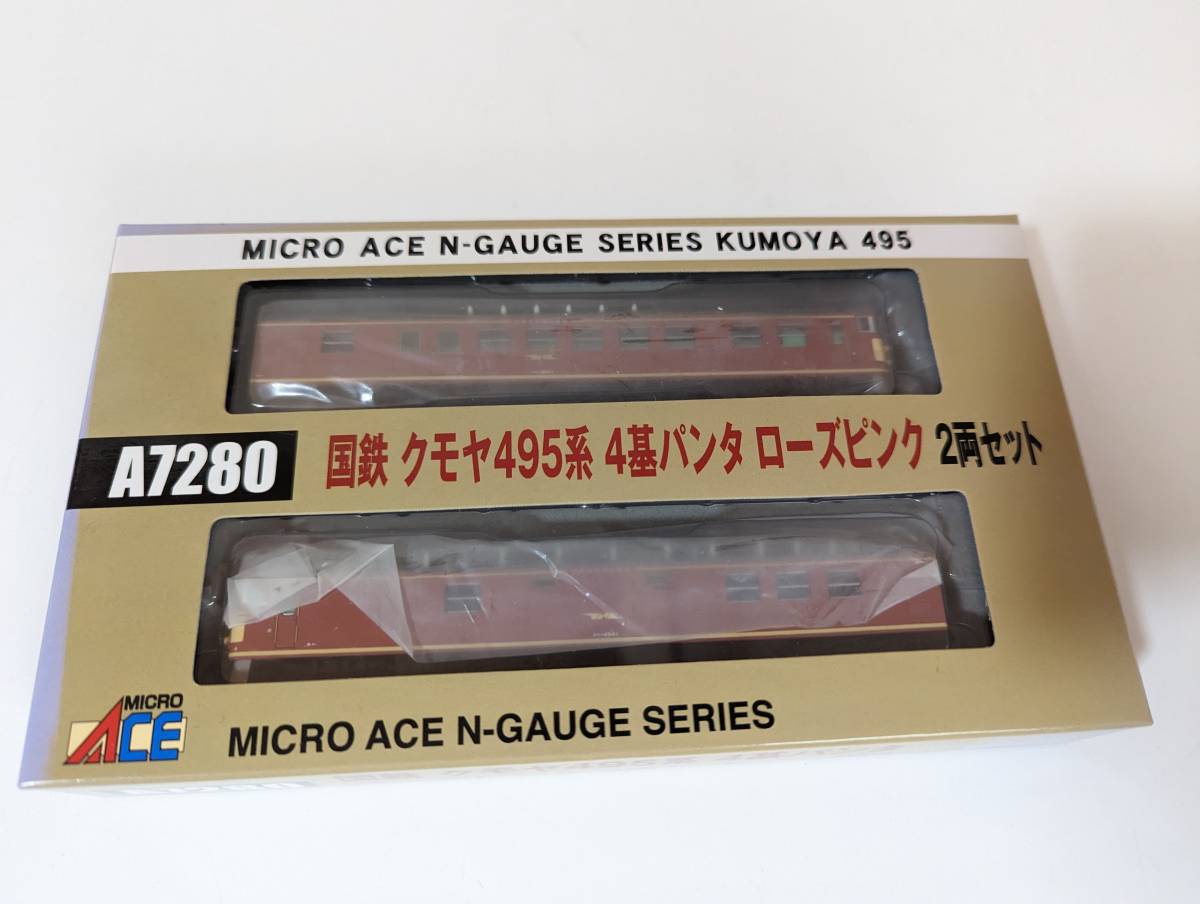 MICRO ACE N-GAUGE SERIES KUMOYA 495
A7280
国鉄 クモヤ495系 4基パンタ ローズピンク 2両セット
MICRO
ACE
MICRO ACE N-GAUGE SERIES